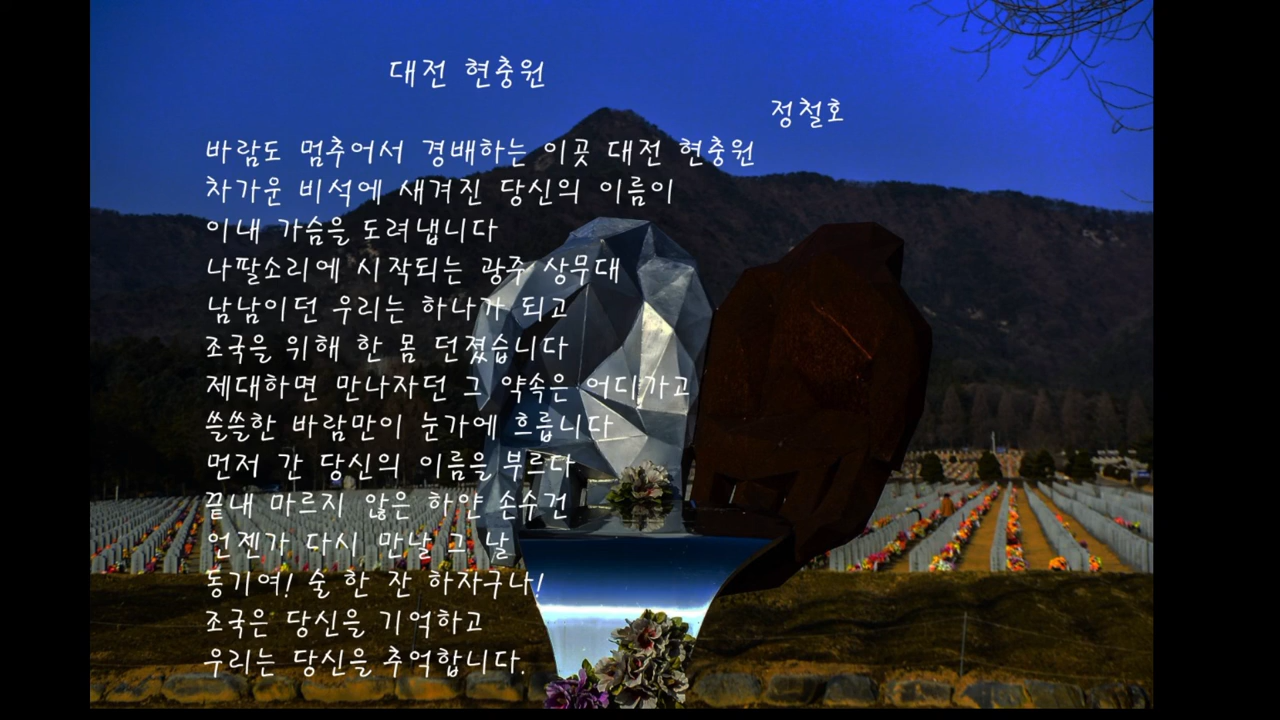 대전 현충원
정철호
바람도 멈추어서 경배하는 이곳 대전 현충원
차가운 비석에 새겨진 당신의 이름이
이내 가슴을 도려냅니다
나팔소리에 시작되는 광주 상무대
남남이던 우리는 하나가 되고
조국을 위해 한 몸 던졌습니다
제대하면 만나자던 그 약속은 어디가고
쓸쓸한 바람만이 눈가에 흐릅니다
먼저 간 당신의 이름을 부르다
끝내 마르지 않은 하얀 손수건
언젠가 다시 만날 그 날
동기여! 술 한 잔 하자구나!
조국은 당신을 기억하고
우리는 당신을 추억합니다.